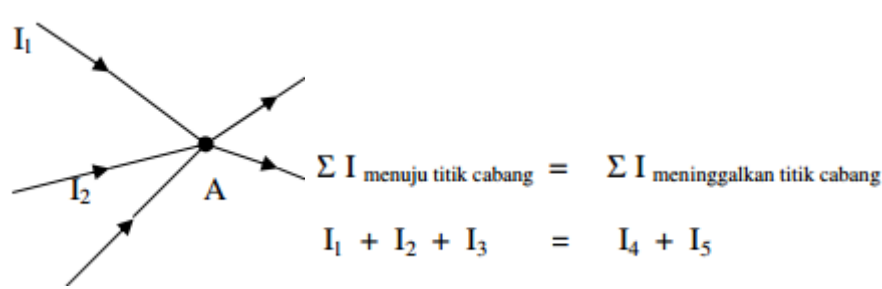 I₁
I₂
A
Σ I menuju titik cabang = Σ I meninggalkan titik cabang
I₁ + I₂ + I₃ = I₄ + I₅